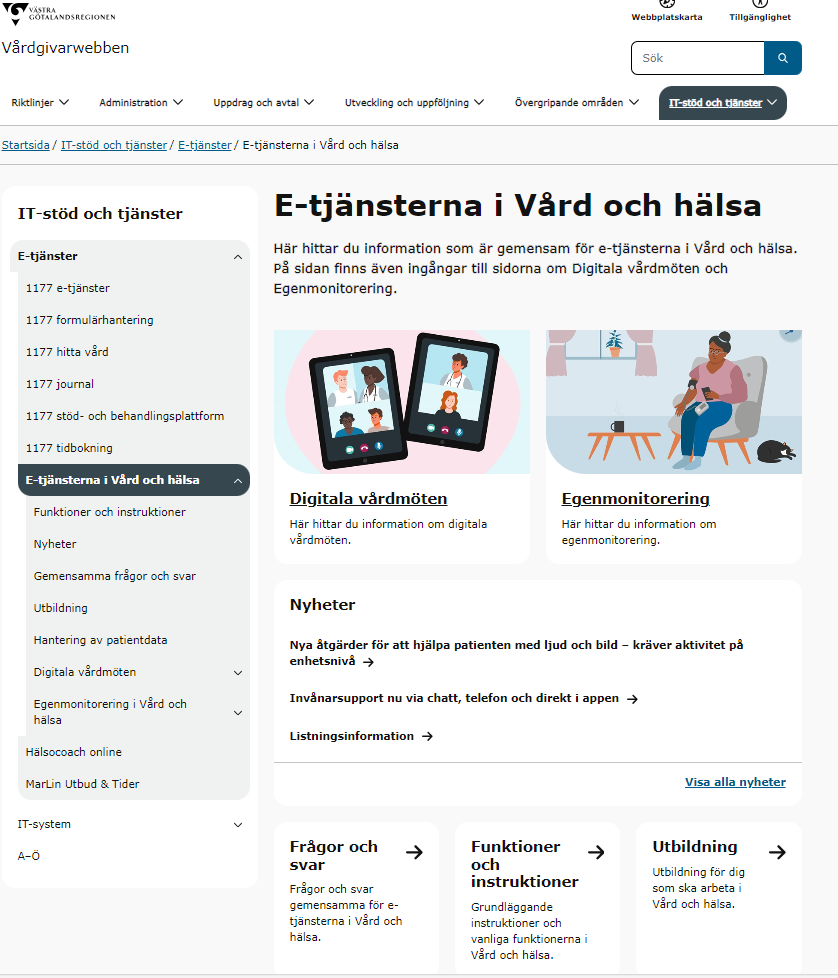 VÄSTRA
GÖTALANDSREGIONEN
Webbplatskarta
Tillgänglighet
Vårdgivarwebben
Sök
Riktlinjer
Administration
Uppdrag och avtal
Utveckling och uppföljning
Övergripande områden
IT-stöd och tjänster
Startsida / IT-stöd och tjänster / E-tjänster / E-tjänsterna i Vård och hälsa
IT-stöd och tjänster
E-tjänster
1177 e-tjänster
1177 formulärhantering
1177 hitta vård
1177 journal
1177 stöd- och behandlingsplattform
1177 tidbokning
E-tjänsterna i Vård och hälsa
Funktioner och instruktioner
Nyheter
Gemensamma frågor och svar
Utbildning
Hantering av patientdata
Digitala vårdmöten
Egenmonitorering i Vård och
hälsa
Hälsocoach online
MarLin Utbud & Tider
IT-system
A–Ö
E-tjänsterna i Vård och hälsa
Här hittar du information som är gemensam för e-tjänsterna i Vård och hälsa.
På sidan finns även ingångar till sidorna om Digitala vårdmöten och
Egenmonitorering.
Digitala vårdmöten
Här hittar du information om digitala
vårdmöten.
Egenmonitorering
Här hittar du information om
egenmonitorering.
Nyheter
Nya åtgärder för att hjälpa patienten med ljud och bild – kräver aktivitet på
enhetsnivå →
Invånarsupport nu via chatt, telefon och direkt i appen →
Listningsinformation →
Visa alla nyheter
Frågor och
svar
Frågor och svar
gemensamma för e-
tjänsterna i Vård och
hälsa.
Funktioner
och
instruktioner
Grundläggande
instruktioner och
vanliga funktionerna i
Vård och hälsa.
Utbildning
Utbildning för dig
som ska arbeta i
Vård och hälsa.